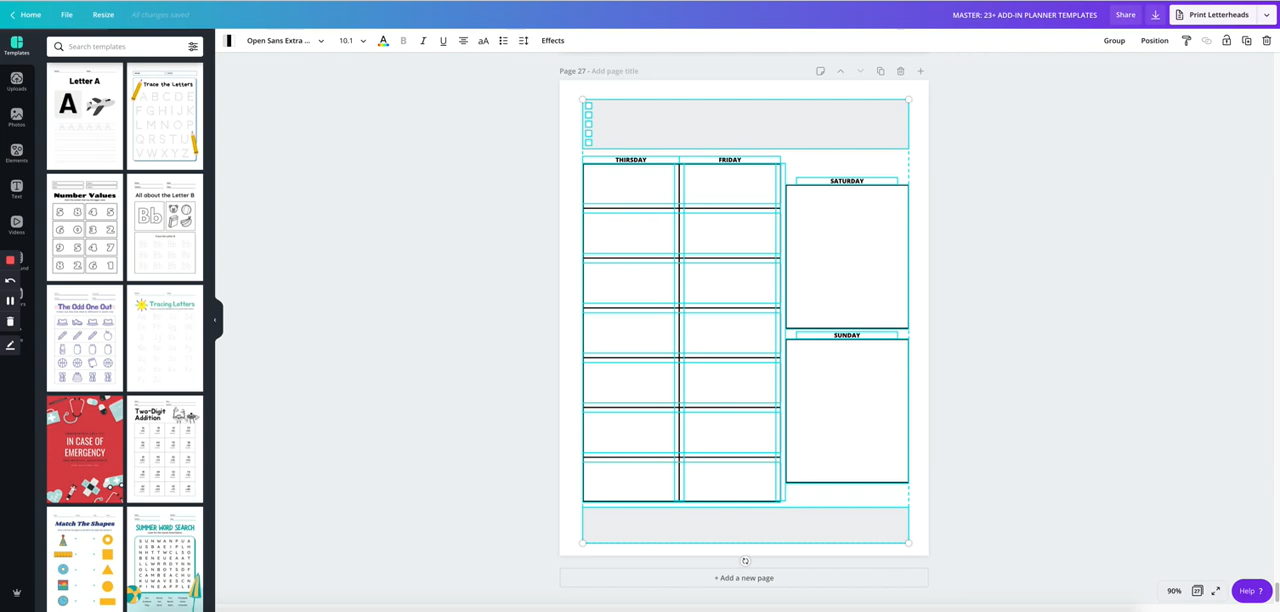 Home File Resize All changes saved MASTER: 23+ ADD-IN PLANNER TEMPLATES Share Print Letterheads
Templates
Uploads
Photos
Elements
Text
Videos
Search templates
Open Sans Extra ... 10.1 A B I U aA Effects Group Position
Letter A
A
Trace the Letters
A B C D E
F G H I J K
L M N O P
Q R S T U
V W X Y Z
Number Values
All about the Letter B
Bb
The Odd One Out
Tracing Letters
IN CASE OF
EMERGENCY
Two-Digit
Addition
Match The Shapes
SUMMER WORD SEARCH
Page 27 - Add page title
THIRSDAY FRIDAY
SATURDAY
SUNDAY
+ Add a new page
90% 27 Help ?